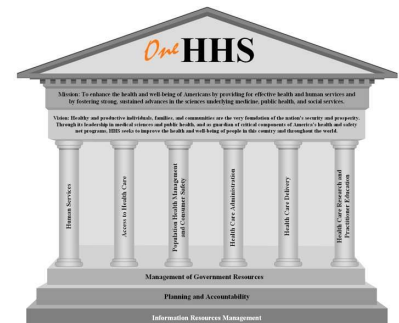 One HHS
Mission: To enhance the health and well-being of Americans by providing for effective health and human services and
by fostering strong, sustained advances in the sciences underlying medicine, public health, and social services.
Vision: Healthy and productive individuals, families, and communities are the very foundation of the nation's security and prosperity.
Through its leadership in medical sciences and public health, and as guardian of critical components of America's health and safety
net programs, HHS seeks to improve the health and well-being of people in this country and throughout the world.
Human Services
Access to Health Care
Population Health Management
and Consumer Safety
Health Care Administration
Health Care Delivery
Health Care Research and
Practitioner Education
Management of Government Resources
Planning and Accountability
Information Resources Management